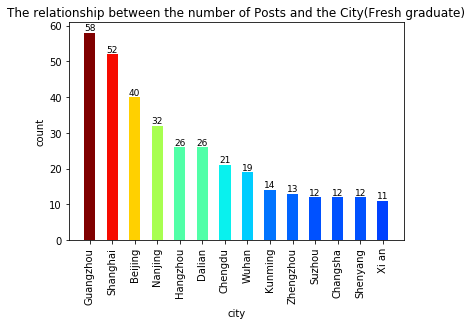 The relationship between the number of Posts and the City(Fresh graduate)
60
50
40
30
20
10
0
count
58
52
40
32
26
26
21
19
14
13
12
12
12
11
Guangzhou
Shanghai
Beijing
Nanjing
Hangzhou
Dalian
Chengdu
Wuhan
Kunming
Zhengzhou
Suzhou
Changsha
Shenyang
Xi an
city